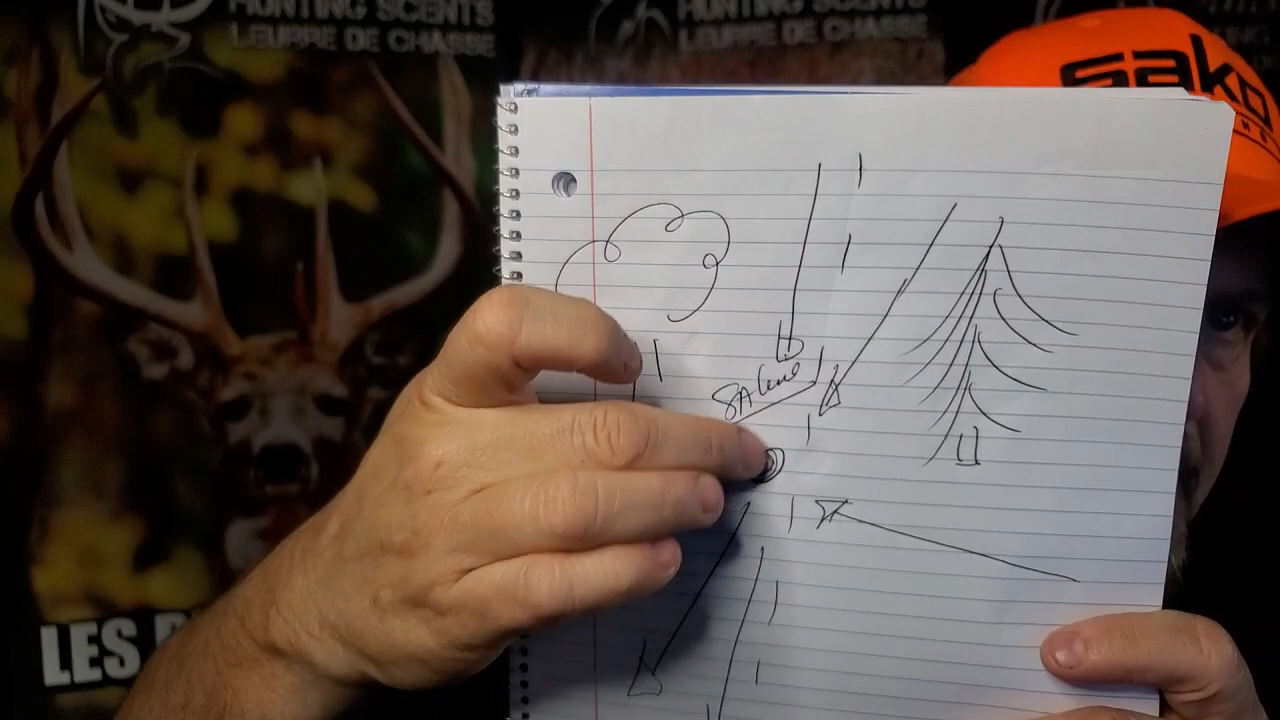 HUNTING SCENTS
LEURRE DE CHASSE
HUNTING SCENTS
LEURRE DE CHASSE
sako
SAline
LES